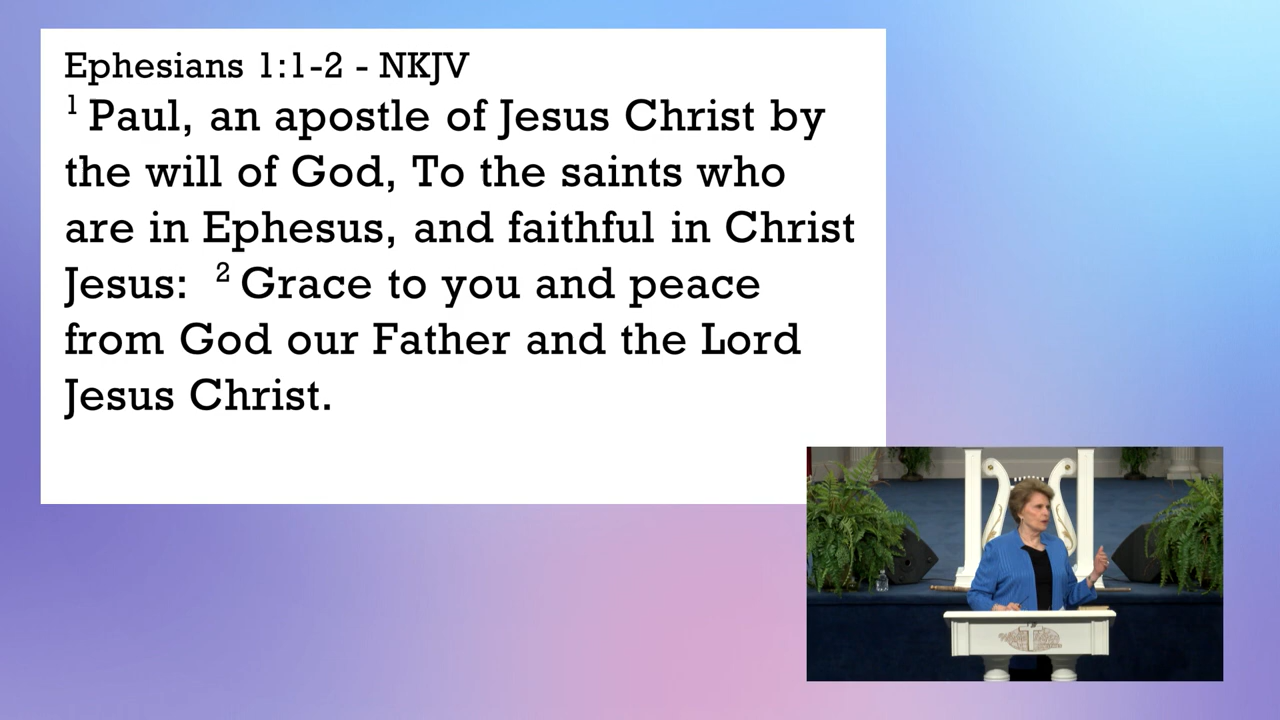 Ephesians 1:1-2 - NKJV
1 Paul, an apostle of Jesus Christ by
the will of God, To the saints who
are in Ephesus, and faithful in Christ
Jesus: 2 Grace to you and peace
from God our Father and the Lord
Jesus Christ.